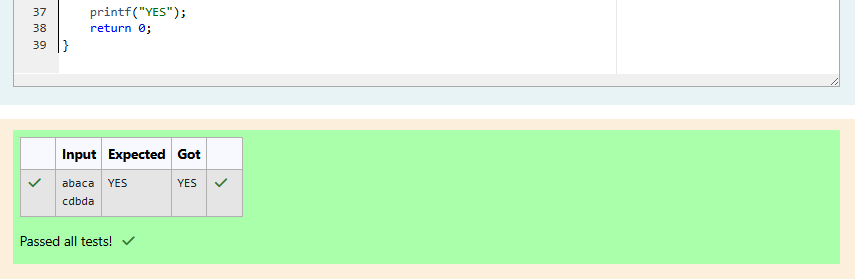 37 printf("YES");
38 return 0;
39 }
Input Expected Got
abaca YES YES
cdbda
Passed all tests!